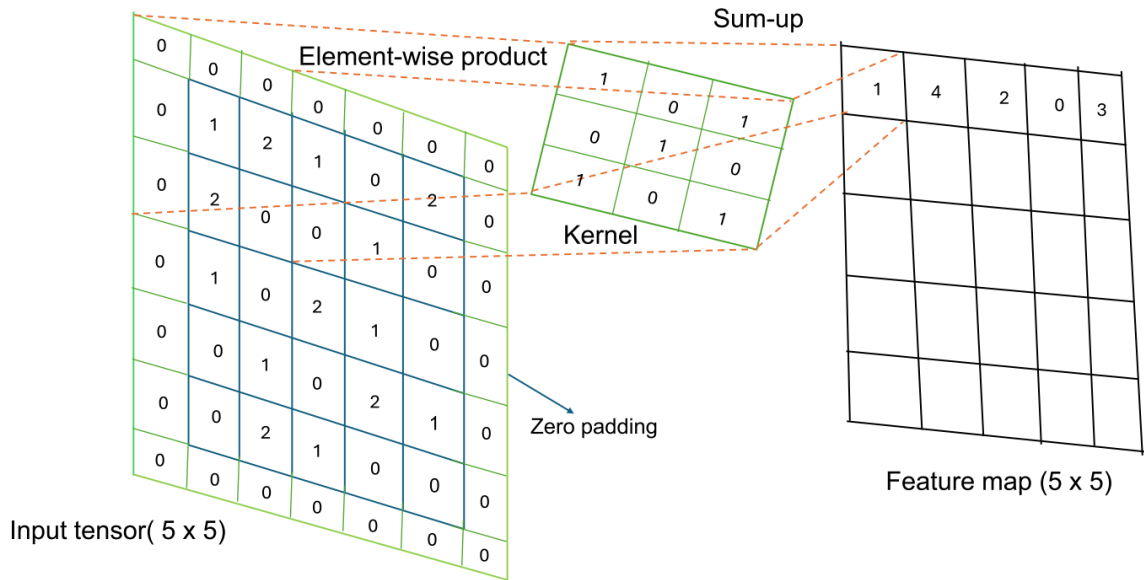 Sum-up
Element-wise product
0 0 0 0 0 0 0
0 1 2 1 0 2 0
0 2 0 0 1 0 0
0 1 0 2 1 0 0
0 0 1 0 2 1 0
0 0 2 1 0 0 0
0 0 0 0 0 0 0
1 0 1
0 1 0
1 0 1
Kernel
1 4 2 0 3
Zero padding
Feature map (5 x 5)
Input tensor( 5 x 5)